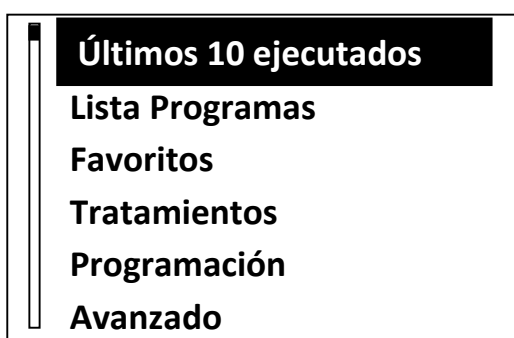 Últimos 10 ejecutados
Lista Programas
Favoritos
Tratamientos
Programación
Avanzado